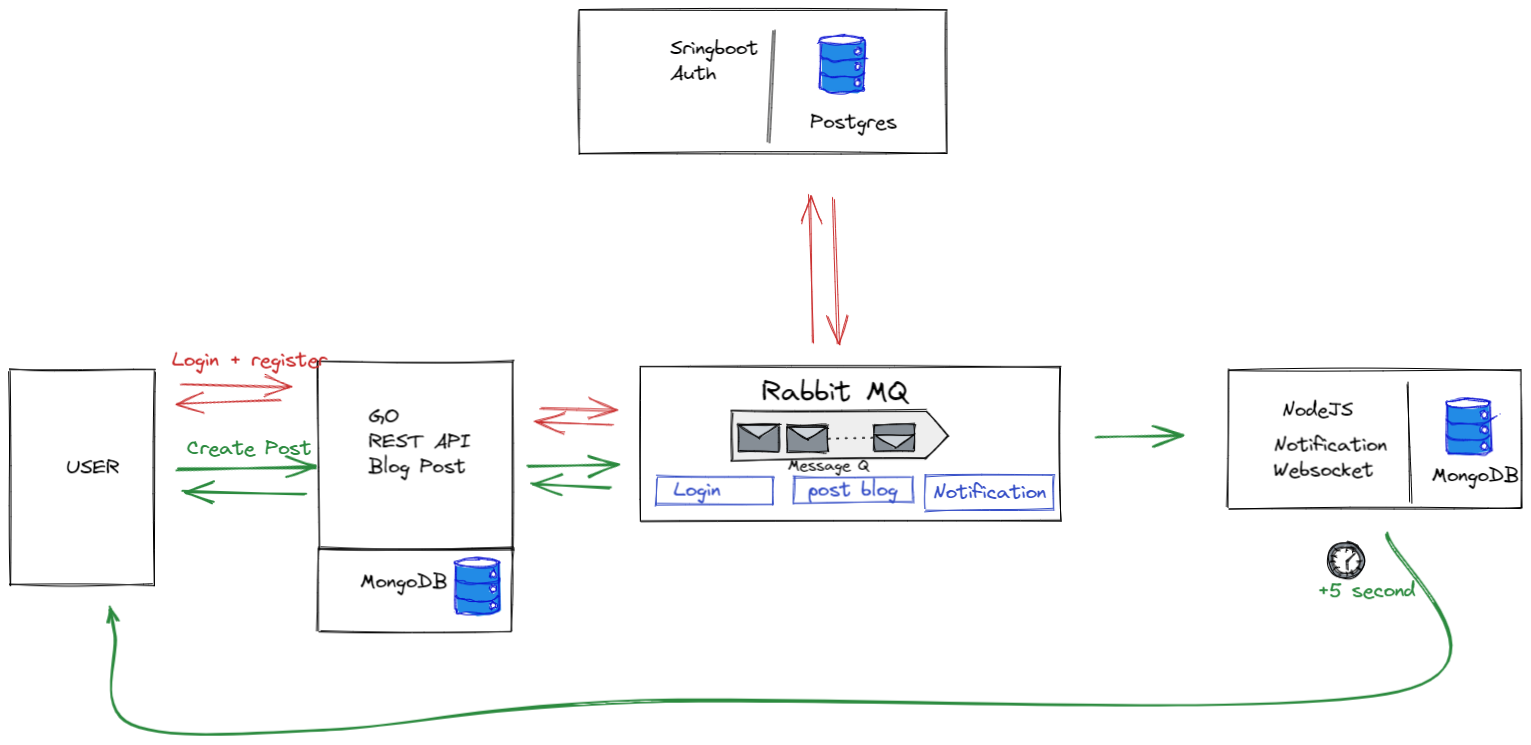 Sringboot
Auth
Postgres
Login + register
Create Post
USER
GO
REST API
Blog Post
MongoDB
Rabbit MQ
Message Q
Login
post blog
Notification
NodeJS
Notification
Websocket
MongoDB
+5 second